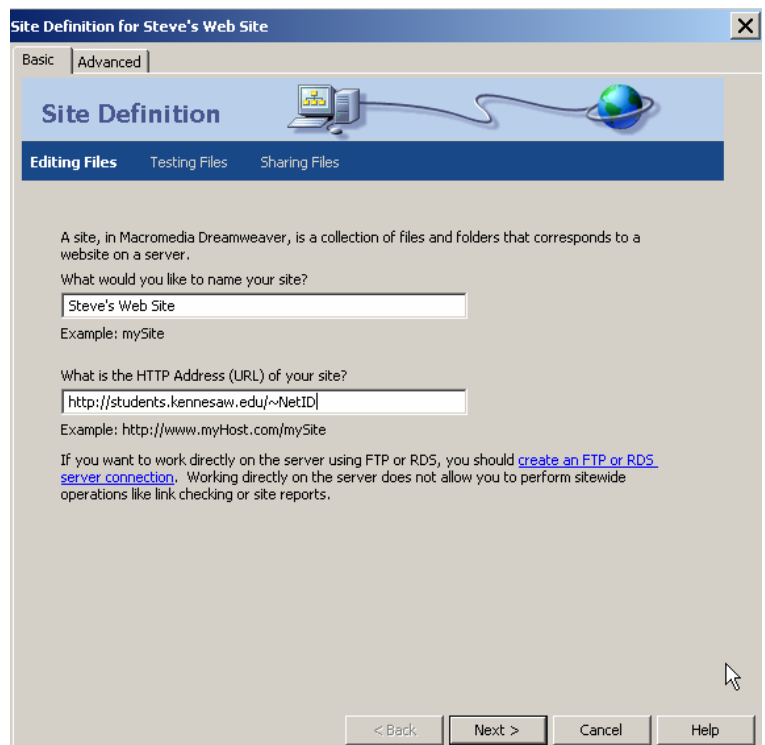 Site Definition for Steve's Web Site
Basic
Advanced
Site Definition
Editing Files
Testing Files
Sharing Files
A site, in Macromedia Dreamweaver, is a collection of files and folders that corresponds to a
website on a server.
What would you like to name your site?
Steve's Web Site
Example: mySite
What is the HTTP Address (URL) of your site?
http://students.kennesaw.edu/~NetID
Example: http://www.myHost.com/mySite
If you want to work directly on the server using FTP or RDS, you should create an FTP or RDS
server connection. Working directly on the server does not allow you to perform sitewide
operations like link checking or site reports.
< Back
Next >
Cancel
Help